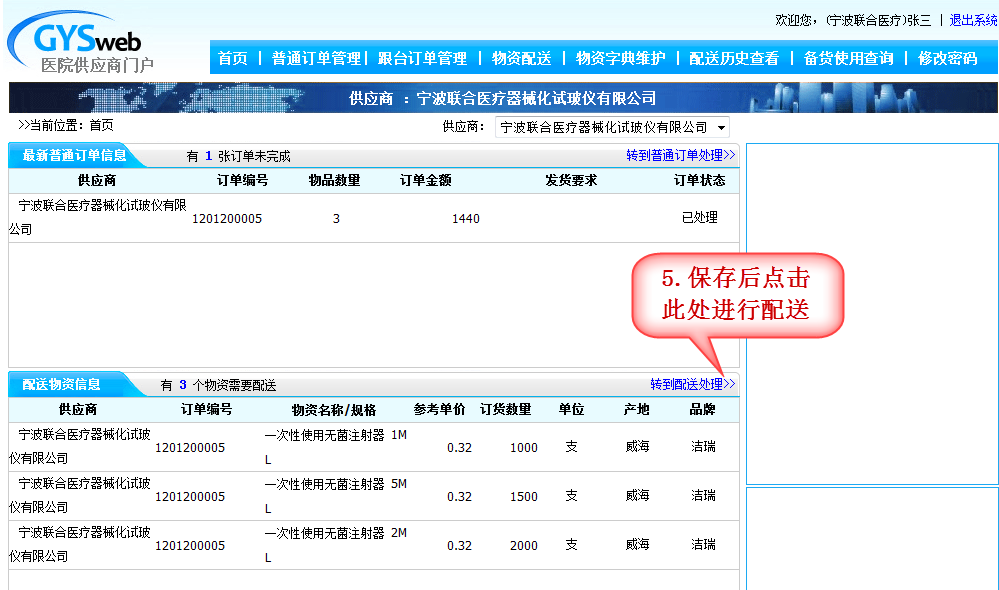 欢迎您，(宁波联合医疗)张三 | 退出系统
GYSweb
医院供应商门户
首页 | 普通订单管理 | 跟台订单管理 | 物资配送 | 物资字典维护 | 配送历史查看 | 备货使用查询 | 修改密码
供应商 ：宁波联合医疗器械化试玻仪有限公司
>>当前位置：首页 供应商： 宁波联合医疗器械化试玻仪有限公司
最新普通订单信息 有 1 张订单未完成 转到普通订单处理>>
供应商 订单编号 物品数量 订单金额 发货要求 订单状态
宁波联合医疗器械化试玻仪有限
公司 1201200005 3 1440 已处理
5.保存后点击
此处进行配送
配送物资信息 有 3 个物资需要配送 转到配送处理>>
供应商 订单编号 物资名称/规格 参考单价 订货数量 单位 产地 品牌
宁波联合医疗器械化试玻
仪有限公司 1201200005 一次性使用无菌注射器 1M
L 0.32 1000 支 威海 洁瑞
宁波联合医疗器械化试玻
仪有限公司 1201200005 一次性使用无菌注射器 5M
L 0.32 1500 支 威海 洁瑞
宁波联合医疗器械化试玻
仪有限公司 1201200005 一次性使用无菌注射器 2M
L 0.32 2000 支 威海 洁瑞